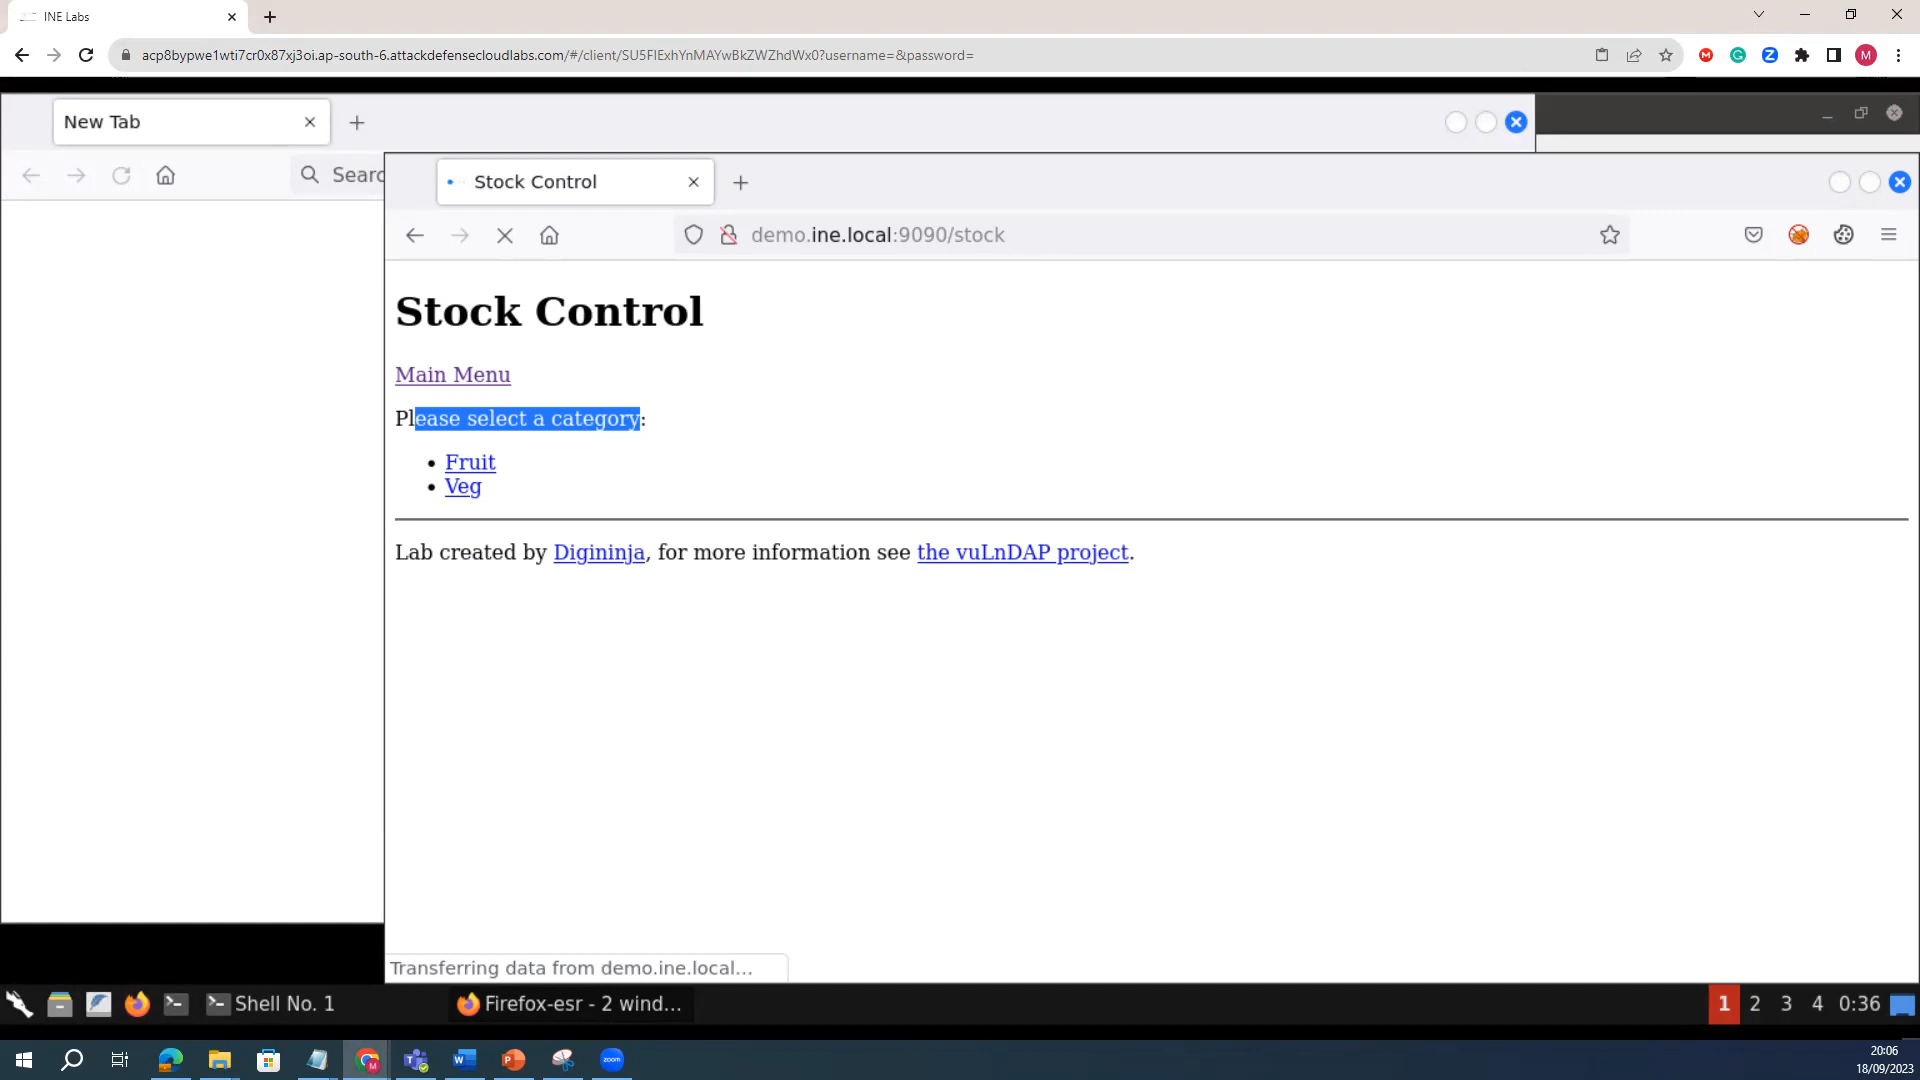 INE Labs
acp8bypwe1wti7cr0x87xj3oi.ap-south-6.attackdefensecloudlabs.com/#/client/SU5FIExhYnMAYwBkZWZhdWx0?username=&password=
New Tab
Searc
Stock Control
demo.ine.local:9090/stock
Stock Control
Main Menu
Please select a category:
• Fruit
• Veg
Lab created by Digininja, for more information see the vuLnDAP project.
Transferring data from demo.ine.local...
Shell No. 1
Firefox-esr - 2 wind...
1 2 3 4 0:36
20:06
18/09/2023